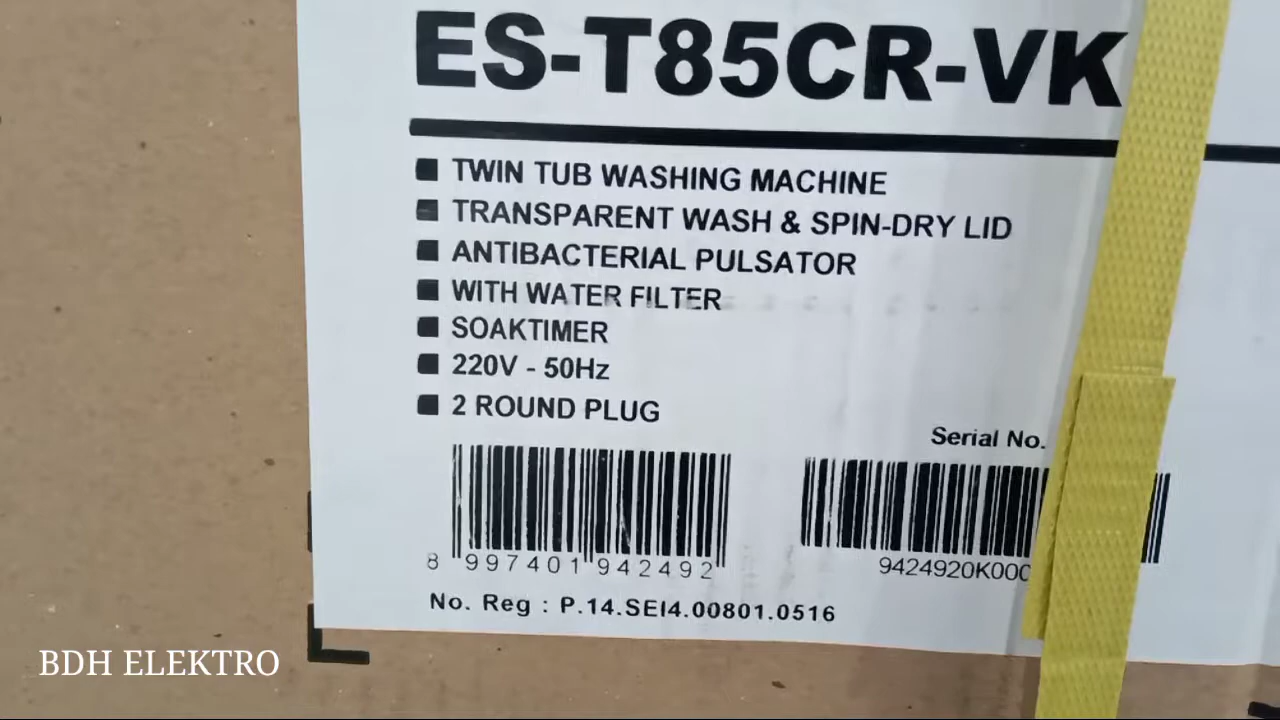 ES-T85CR-VK
TWIN TUB WASHING MACHINE
TRANSPARENT WASH & SPIN-DRY LID
ANTIBACTERIAL PULSATOR
WITH WATER FILTER
SOAKTIMER
220V - 50Hz
2 ROUND PLUG
Serial No.
8 997401 942492
9424920K000
No. Reg : P.14.SEI4.00801.0516
BDH ELEKTRO